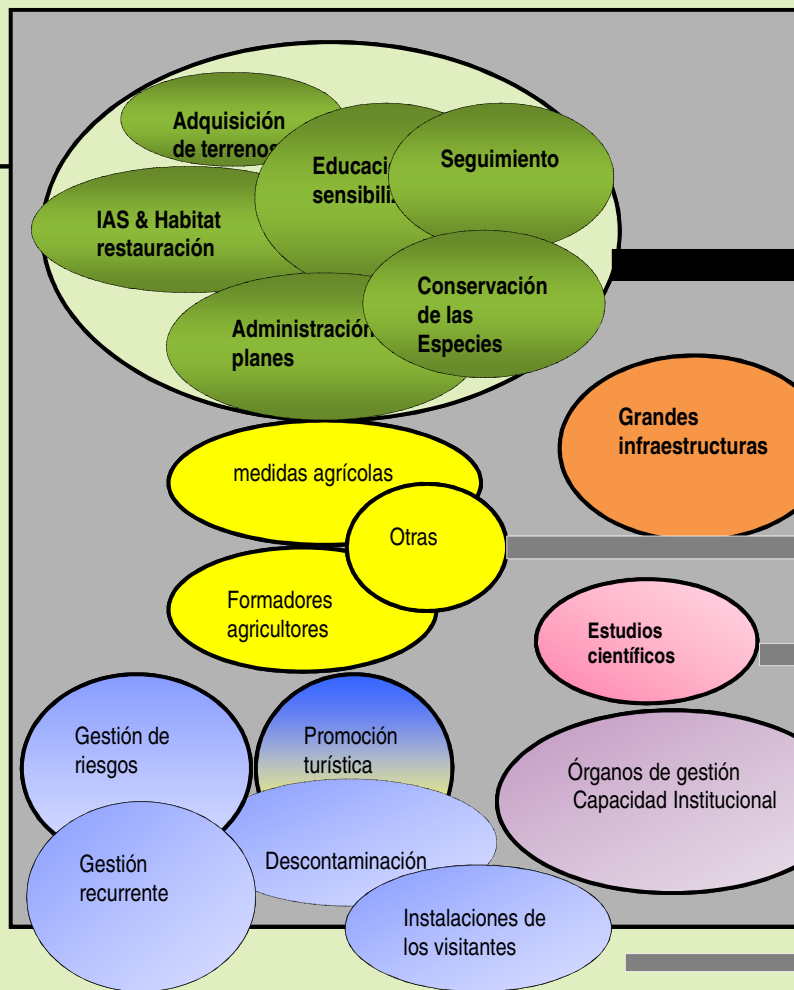 Adquisición
de terrenos
Seguimiento
IAS & Habitat
restauración
Conservación
de las
Especies
Administración
planes
Grandes
infraestructuras
medidas agrícolas
Otras
Formadores
agricultores
Estudios
científicos
Gestión de
riesgos
Promoción
turística
Órganos de gestión
Capacidad Institucional
Gestión
recurrente
Descontaminación
Instalaciones de
los visitantes